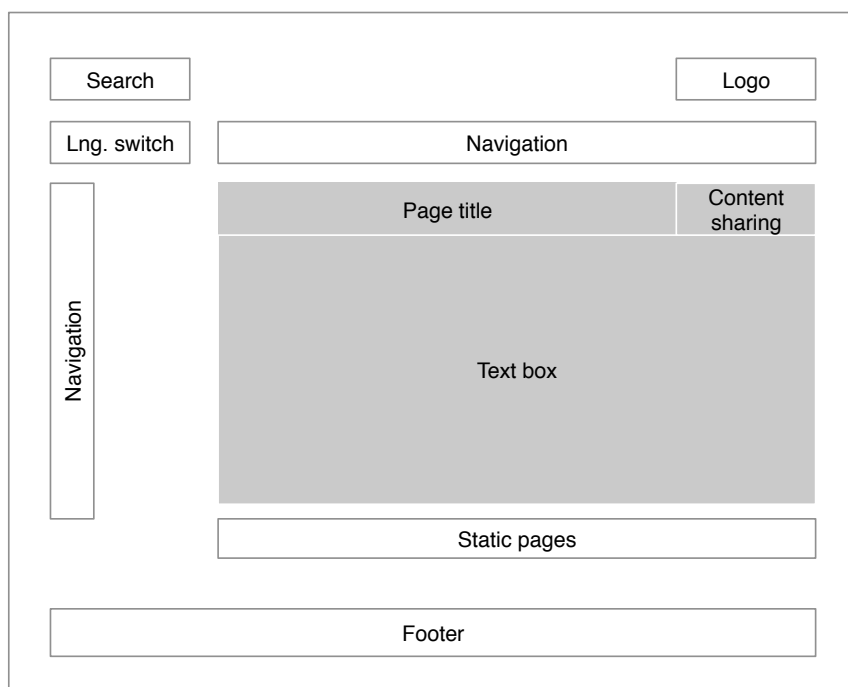 Search
Logo
Lng. switch
Navigation
Page title
Content
sharing
Navigation
Text box
Static pages
Footer